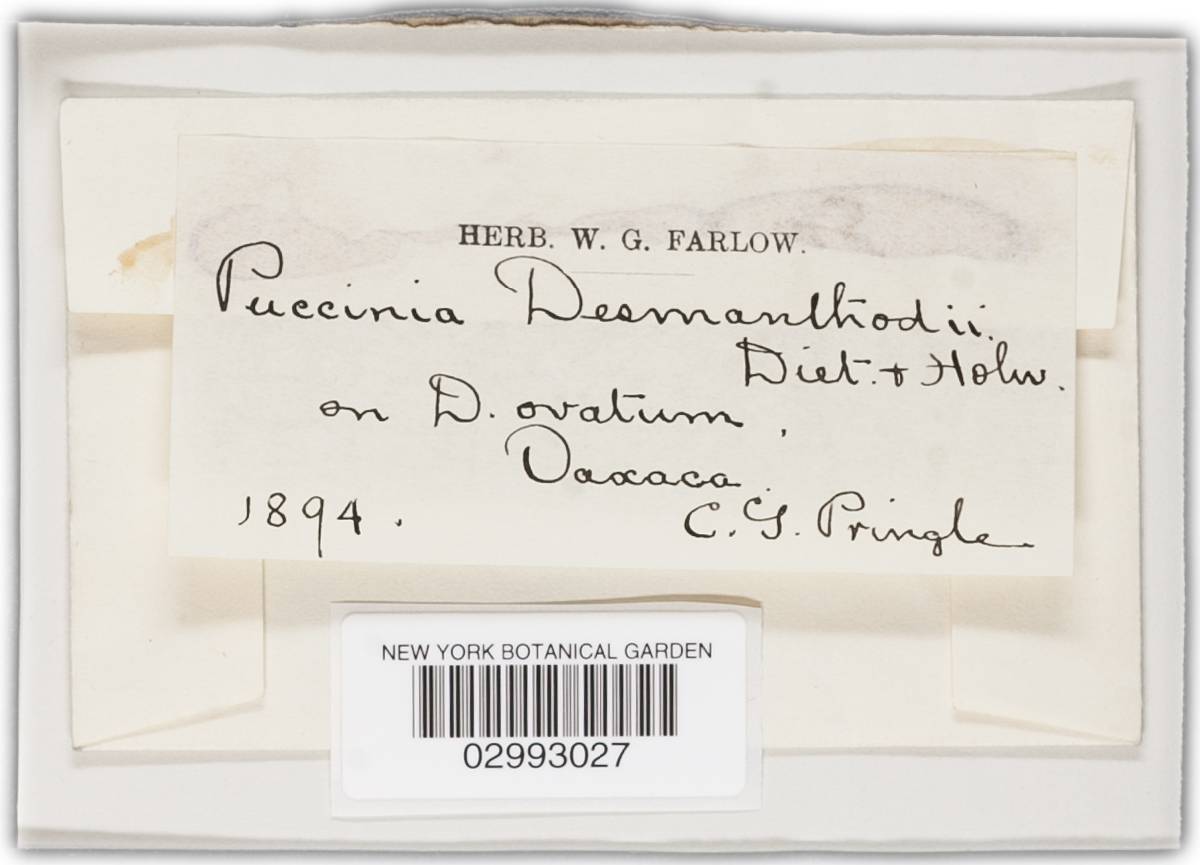 HERB. W. G. FARLOW.
Puccinia Desmanthodii.
Diet. + Holw.
on D. ovatum,
Oaxaca.
1894. C. G. Pringle
NEW YORK BOTANICAL GARDEN
02993027